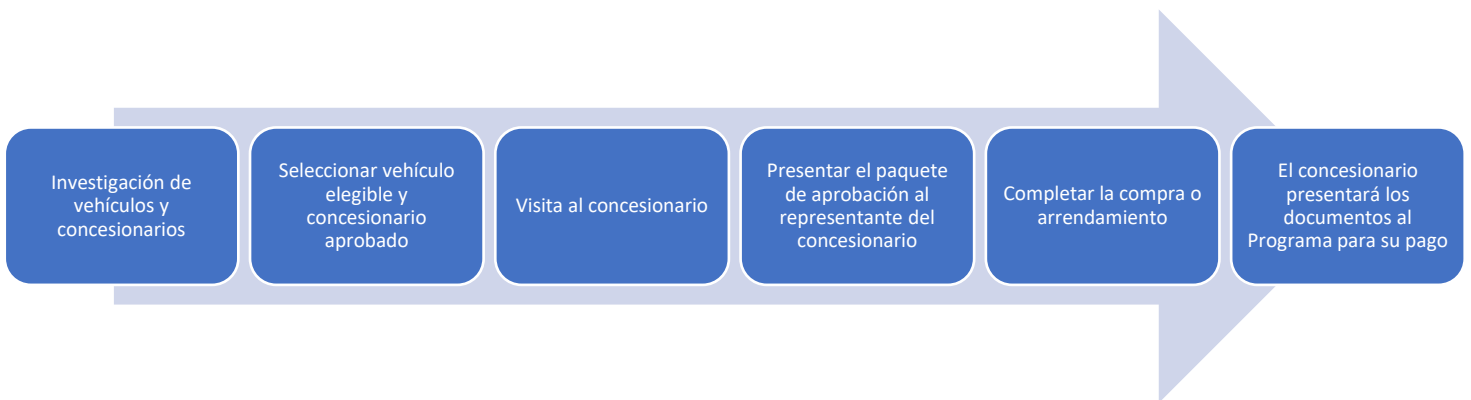 Investigación de
vehículos y
concesionarios
Seleccionar vehículo
elegible y
concesionario
aprobado
Visita al concesionario
Presentar el paquete
de aprobación al
representante del
concesionario
Completar la compra o
arrendamiento
El concesionario
presentará los
documentos al
Programa para su pago